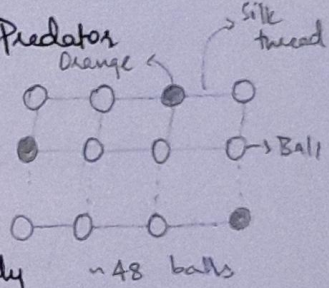 Silk
thread
Predator
Orange
Ball
~48 balls